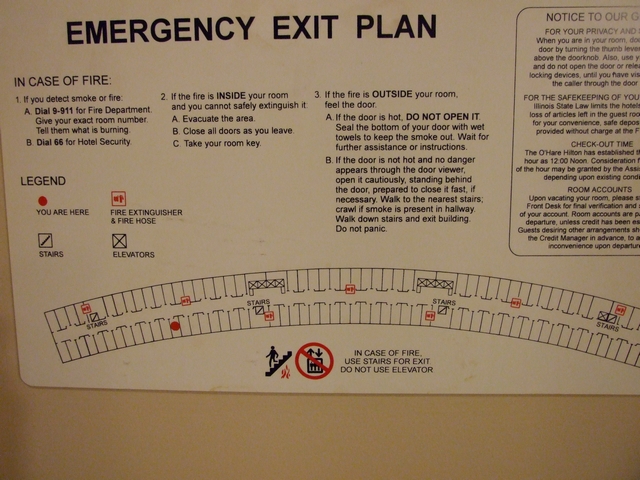 EMERGENCY EXIT PLAN
IN CASE OF FIRE:
1. If you detect smoke or fire:
A. Dial 9-911 for Fire Department.
Give your exact room number.
Tell them what is burning.
B. Dial 66 for Hotel Security.
2. If the fire is INSIDE your room
and you cannot safely extinguish it:
A. Evacuate the area.
B. Close all doors as you leave.
C. Take your room key.
3. If the fire is OUTSIDE your room,
feel the door.
A. If the door is hot, DO NOT OPEN IT.
Seal the bottom of your door with wet
towels to keep the smoke out. Wait for
further assistance or instructions.
B. If the door is not hot and no danger
appears through the door viewer,
open it cautiously, standing behind
the door, prepared to close it fast, if
necessary. Walk to the nearest stairs;
crawl if smoke is present in hallway.
Walk down stairs and exit building.
Do not panic.
NOTICE TO OUR G
FOR YOUR PRIVACY AND
When you are in your room, do
door by turning the thumb lever
above the doorknob. Also, use
and do not open the door or
locking devices, until you have
the caller through the door
FOR THE SAFEKEEPING OF YOU
Illinois State Law limits the hotel
loss of articles left in the guest room
for your convenience, safe depos
provided without charge at the
CHECK-OUT TIME
The O'Hare Hilton has established th
hour as 12:00 Noon. Consideration
of the hour may be granted by the Assis
depending upon existing cond
ROOM ACCOUNTS
Upon vacating your room, please
Front Desk for final verification and
of your account. Room accounts are
departure, unless credit has been es
Guests desiring other arrangements sh
the Credit Manager in advance, to
inconvenience upon departure
LEGEND
YOU ARE HERE
FIRE EXTINGUISHER
& FIRE HOSE
STAIRS
ELEVATORS
STAIRS
STAIRS
STAIRS
STAIRS
IN CASE OF FIRE,
USE STAIRS FOR EXIT.
DO NOT USE ELEVATOR